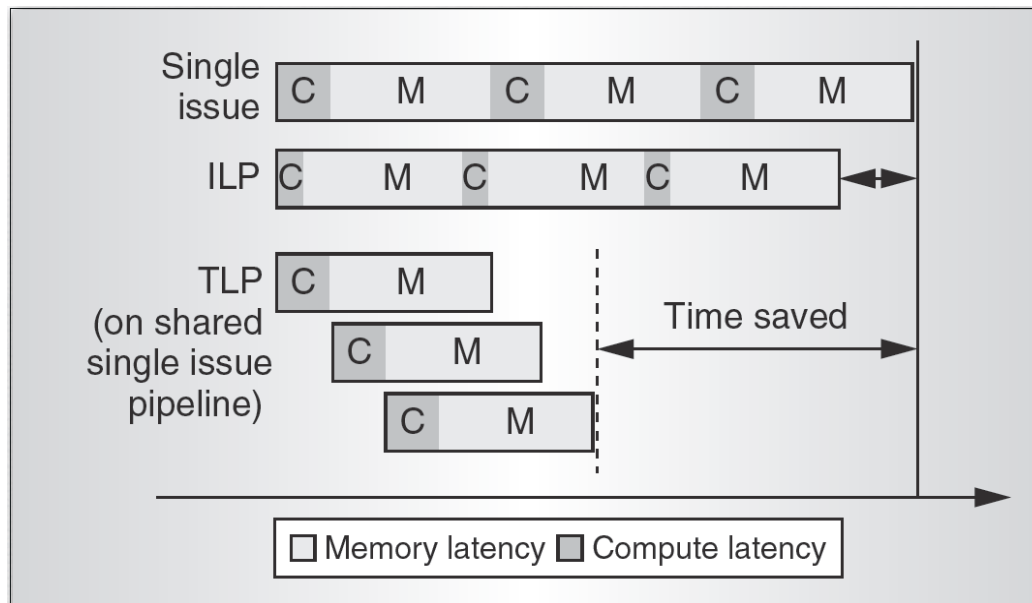 Single
issue
C M C M C M
ILP
C M C M C M
TLP
(on shared
single issue
pipeline)
C M
C M
C M
Time saved
Memory latency Compute latency